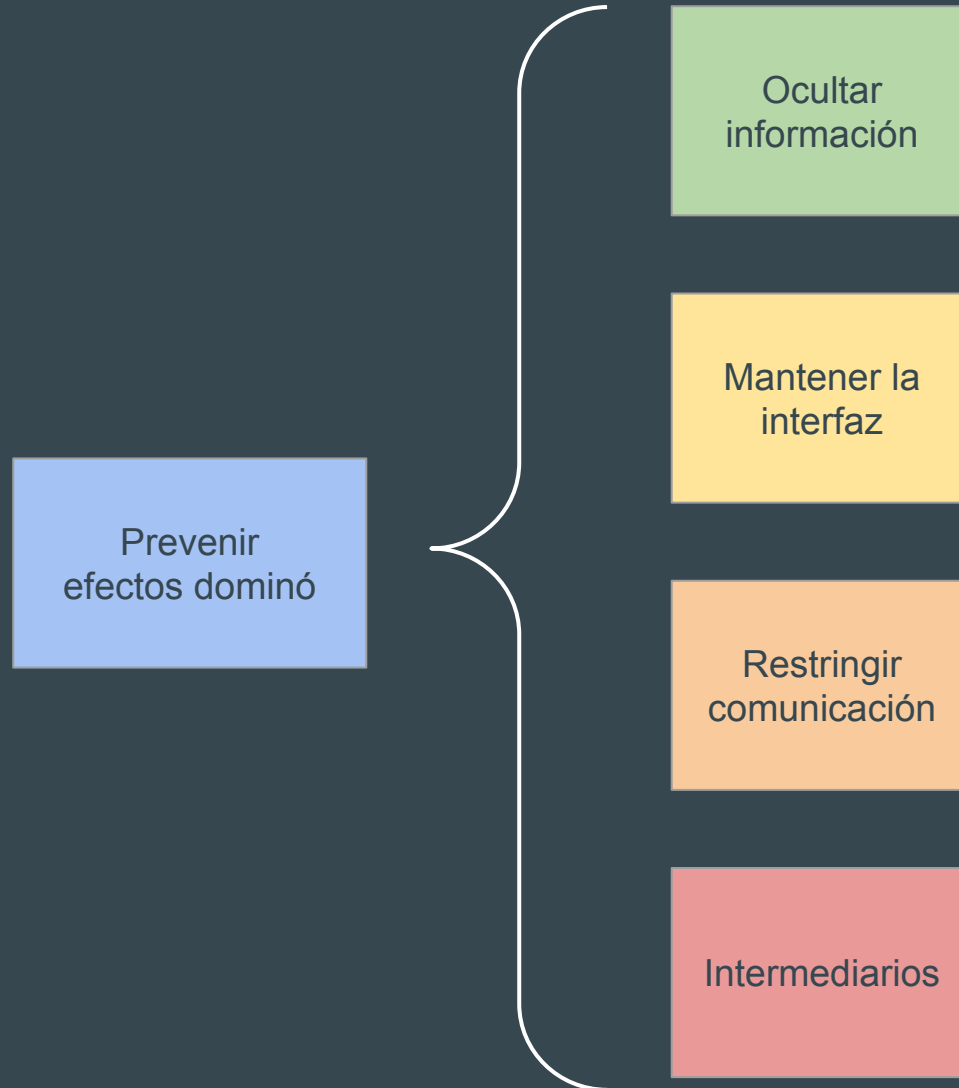 Ocultar
información
Mantener la
interfaz
Prevenir
efectos dominó
Restringir
comunicación
Intermediarios